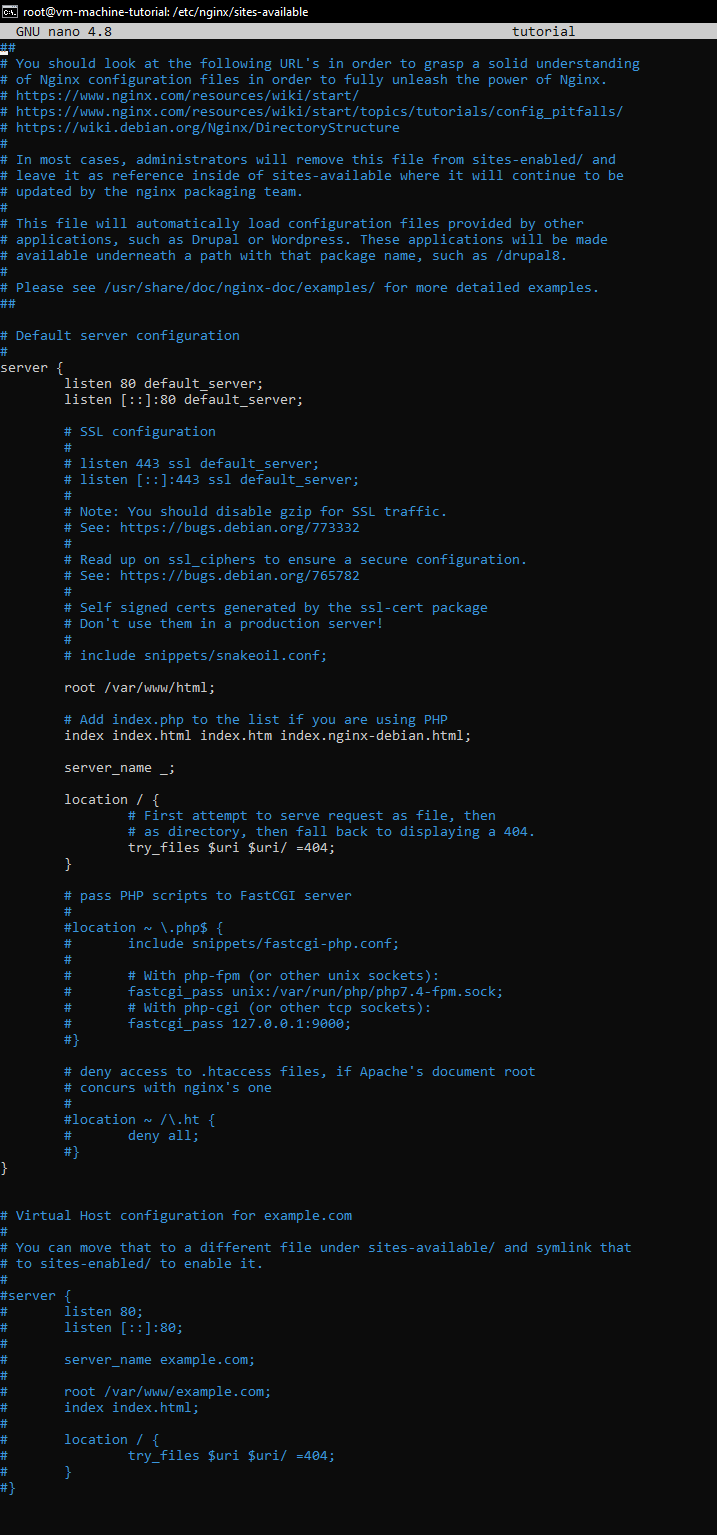 root@vm-machine-tutorial: /etc/nginx/sites-available
GNU nano 4.8 tutorial
##
# You should look at the following URL's in order to grasp a solid understanding
# of Nginx configuration files in order to fully unleash the power of Nginx.
# https://www.nginx.com/resources/wiki/start/
# https://www.nginx.com/resources/wiki/start/topics/tutorials/config_pitfalls/
# https://wiki.debian.org/Nginx/DirectoryStructure
#
# In most cases, administrators will remove this file from sites-enabled/ and
# leave it as reference inside of sites-available where it will continue to be
# updated by the nginx packaging team.
#
# This file will automatically load configuration files provided by other
# applications, such as Drupal or Wordpress. These applications will be made
# available underneath a path with that package name, such as /drupal8.
#
# Please see /usr/share/doc/nginx-doc/examples/ for more detailed examples.
##

# Default server configuration
#
server {
        listen 80 default_server;
        listen [::]:80 default_server;

        # SSL configuration
        #
        # listen 443 ssl default_server;
        # listen [::]:443 ssl default_server;
        #
        # Note: You should disable gzip for SSL traffic.
        # See: https://bugs.debian.org/773332
        #
        # Read up on ssl_ciphers to ensure a secure configuration.
        # See: https://bugs.debian.org/765782
        #
        # Self signed certs generated by the ssl-cert package
        # Don't use them in a production server!
        #
        # include snippets/snakeoil.conf;

        root /var/www/html;

        # Add index.php to the list if you are using PHP
        index index.html index.htm index.nginx-debian.html;

        server_name _;

        location / {
                # First attempt to serve request as file, then
                # as directory, then fall back to displaying a 404.
                try_files $uri $uri/ =404;
        }

        # pass PHP scripts to FastCGI server
        #
        #location ~ \.php$ {
        #       include snippets/fastcgi-php.conf;
        #
        #       # With php-fpm (or other unix sockets):
        #       fastcgi_pass unix:/var/run/php/php7.4-fpm.sock;
        #       # With php-cgi (or other tcp sockets):
        #       fastcgi_pass 127.0.0.1:9000;
        #}

        # deny access to .htaccess files, if Apache's document root
        # concurs with nginx's one
        #
        #location ~ /\.ht {
        #       deny all;
        #}
}

# Virtual Host configuration for example.com
#
# You can move that to a different file under sites-available/ and symlink that
# to sites-enabled/ to enable it.
#
#server {
#       listen 80;
#       listen [::]:80;
#
#       server_name example.com;
#
#       root /var/www/example.com;
#       index index.html;
#
#       location / {
#               try_files $uri $uri/ =404;
#       }
#}